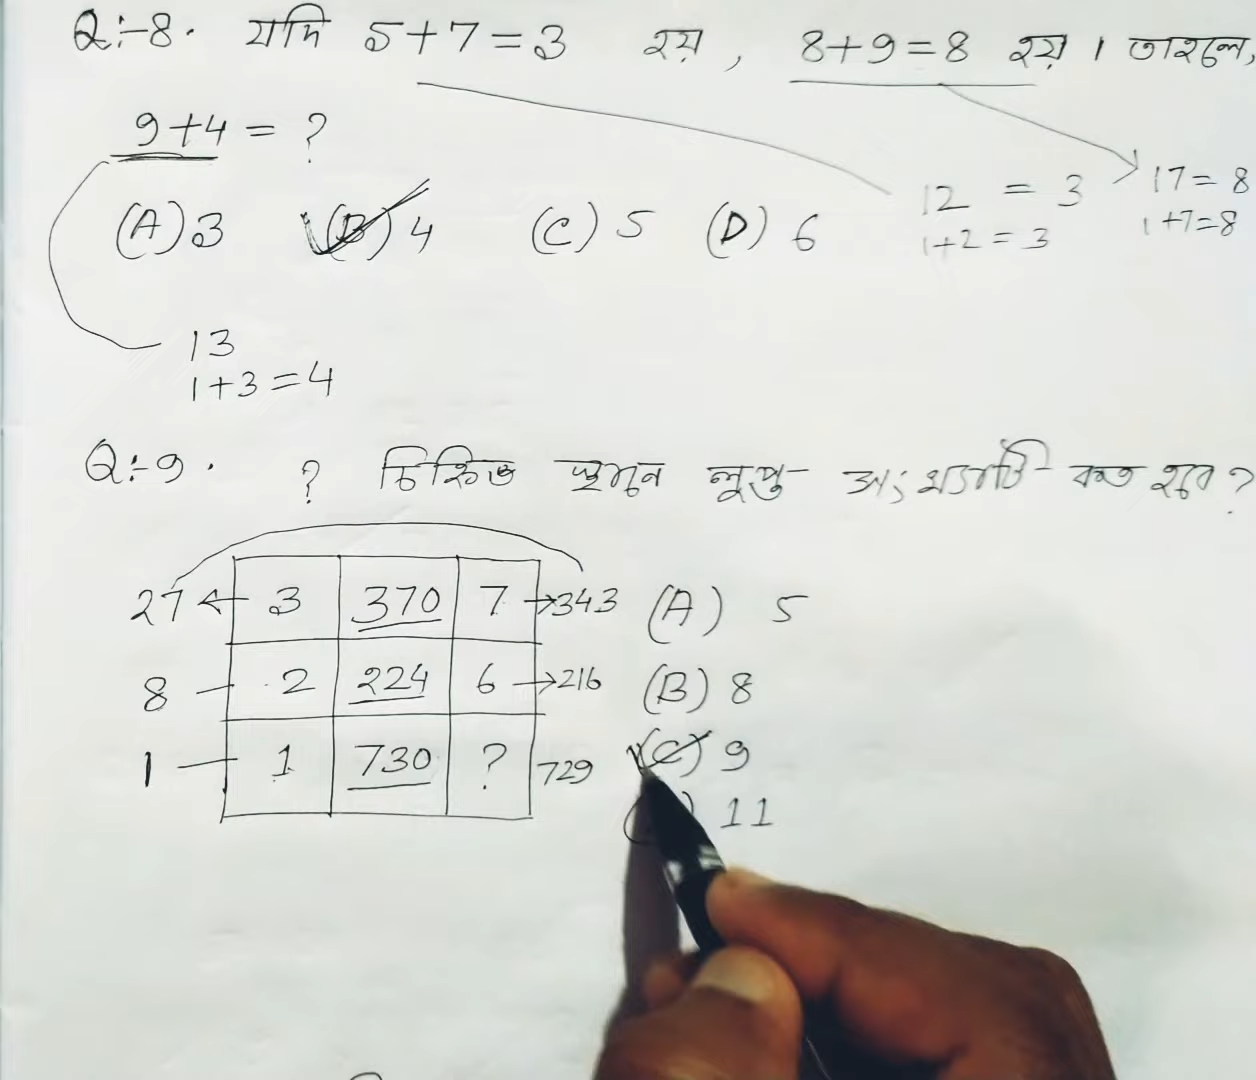 Q:-8. যদি 5+7=3 হয়, 8+9=8 হয়। তাহলে,
9+4 = ?
(A) 3 (B) 4 (C) 5 (D) 6
12 = 3
1+2 = 3
17=8
1+7=8
13
1+3=4
Q:-9. ? চিহ্নিত স্থানে লুপ্ত সংখ্যাটি কত হবে?
27 3 370 7 343 (A) 5
8 2 224 6 216 (B) 8
1 1 730 ? 729 (C) 9
11